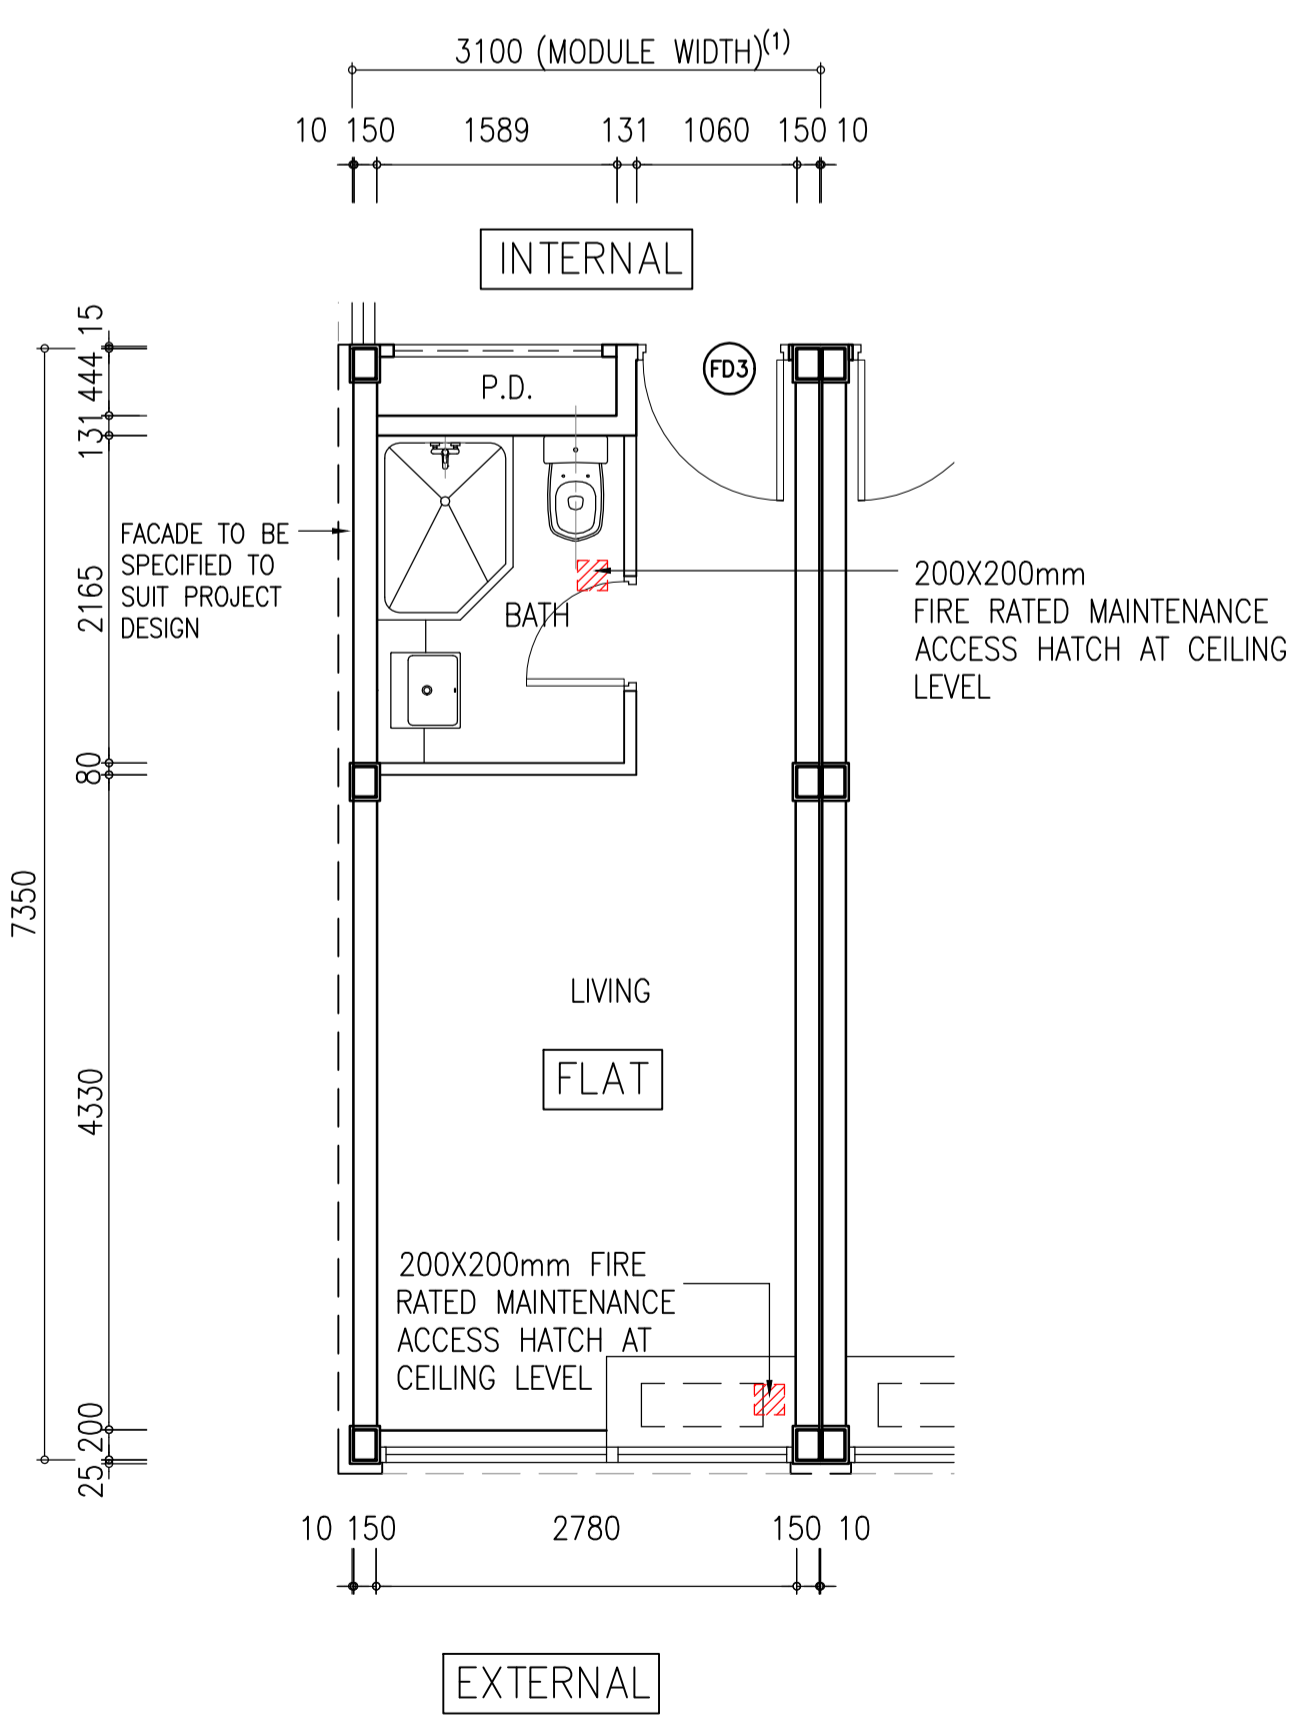 3100 (MODULE WIDTH)(1)
10 150 1589 131 1060 150 10
INTERNAL
15
444
131
2165
80
7350
4330
200
25
P.D.
FD3
FACADE TO BE
SPECIFIED TO
SUIT PROJECT
DESIGN
BATH
200X200mm
FIRE RATED MAINTENANCE
ACCESS HATCH AT CEILING
LEVEL
LIVING
FLAT
200X200mm FIRE
RATED MAINTENANCE
ACCESS HATCH AT
CEILING LEVEL
10 150 2780 150 10
EXTERNAL